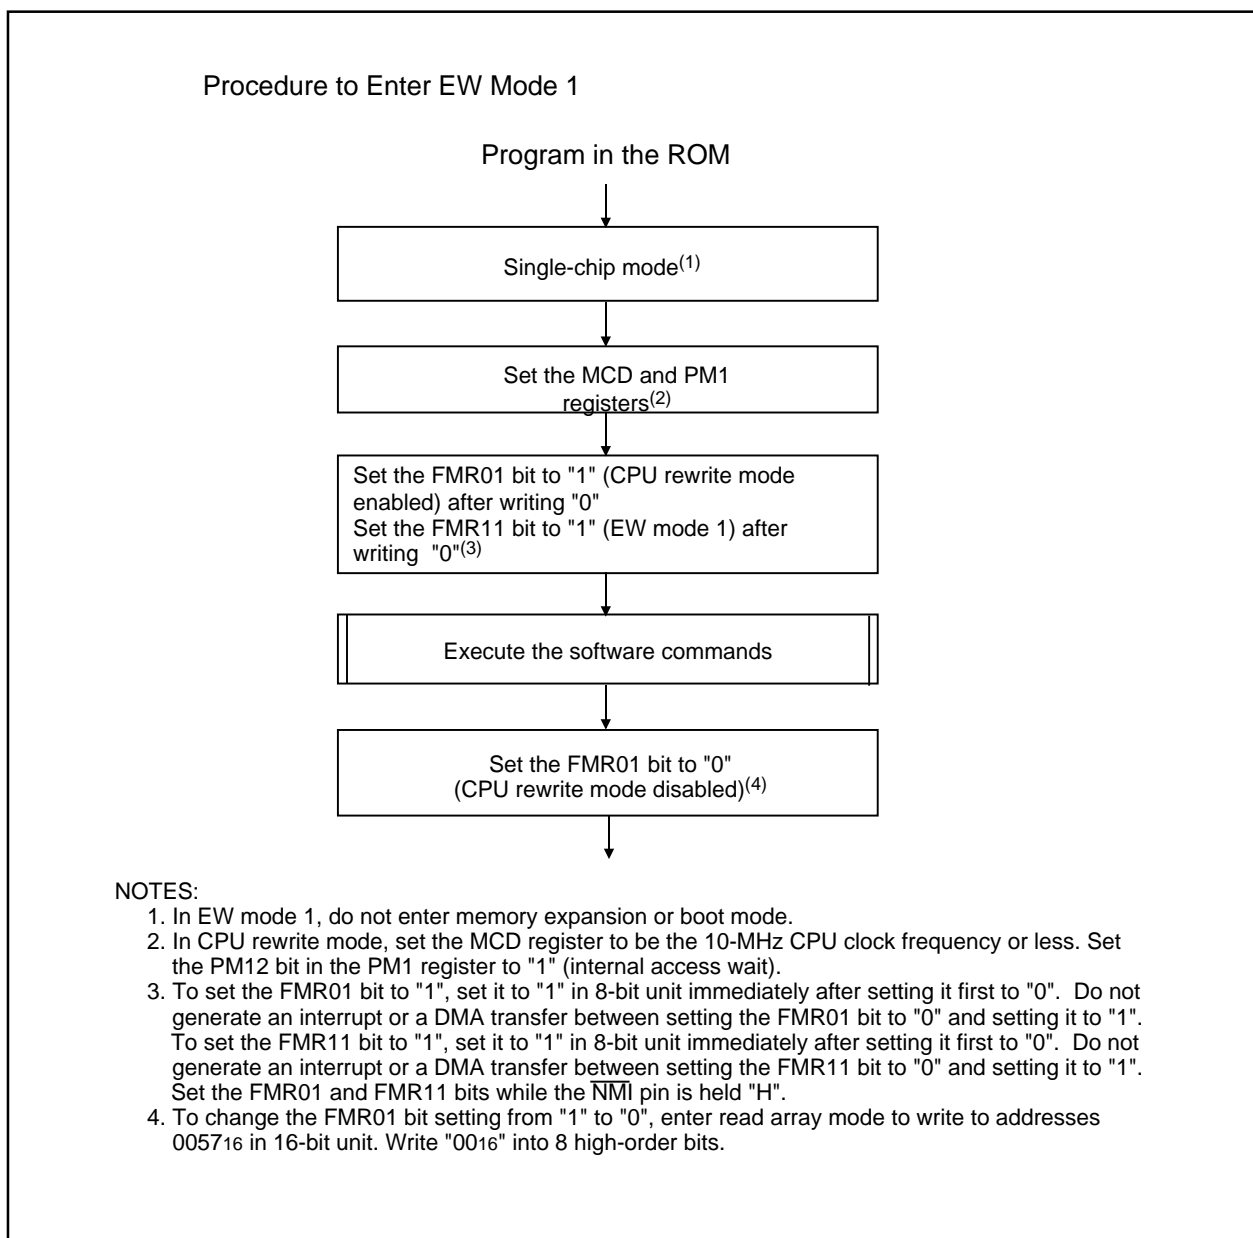 Procedure to Enter EW Mode 1
Program in the ROM
Single-chip mode(1)
Set the MCD and PM1
registers(2)
Set the FMR01 bit to "1" (CPU rewrite mode
enabled) after writing "0"
Set the FMR11 bit to "1" (EW mode 1) after
writing "0"(3)
Execute the software commands
Set the FMR01 bit to "0"
(CPU rewrite mode disabled)(4)
NOTES:
1. In EW mode 1, do not enter memory expansion or boot mode.
2. In CPU rewrite mode, set the MCD register to be the 10-MHz CPU clock frequency or less. Set
the PM12 bit in the PM1 register to "1" (internal access wait).
3. To set the FMR01 bit to "1", set it to "1" in 8-bit unit immediately after setting it first to "0". Do not
generate an interrupt or a DMA transfer between setting the FMR01 bit to "0" and setting it to "1".
To set the FMR11 bit to "1", set it to "1" in 8-bit unit immediately after setting it first to "0". Do not
generate an interrupt or a DMA transfer between setting the FMR11 bit to "0" and setting it to "1".
Set the FMR01 and FMR11 bits while the N̅M̅I̅ pin is held "H".
4. To change the FMR01 bit setting from "1" to "0", enter read array mode to write to addresses
005716 in 16-bit unit. Write "0016" into 8 high-order bits.